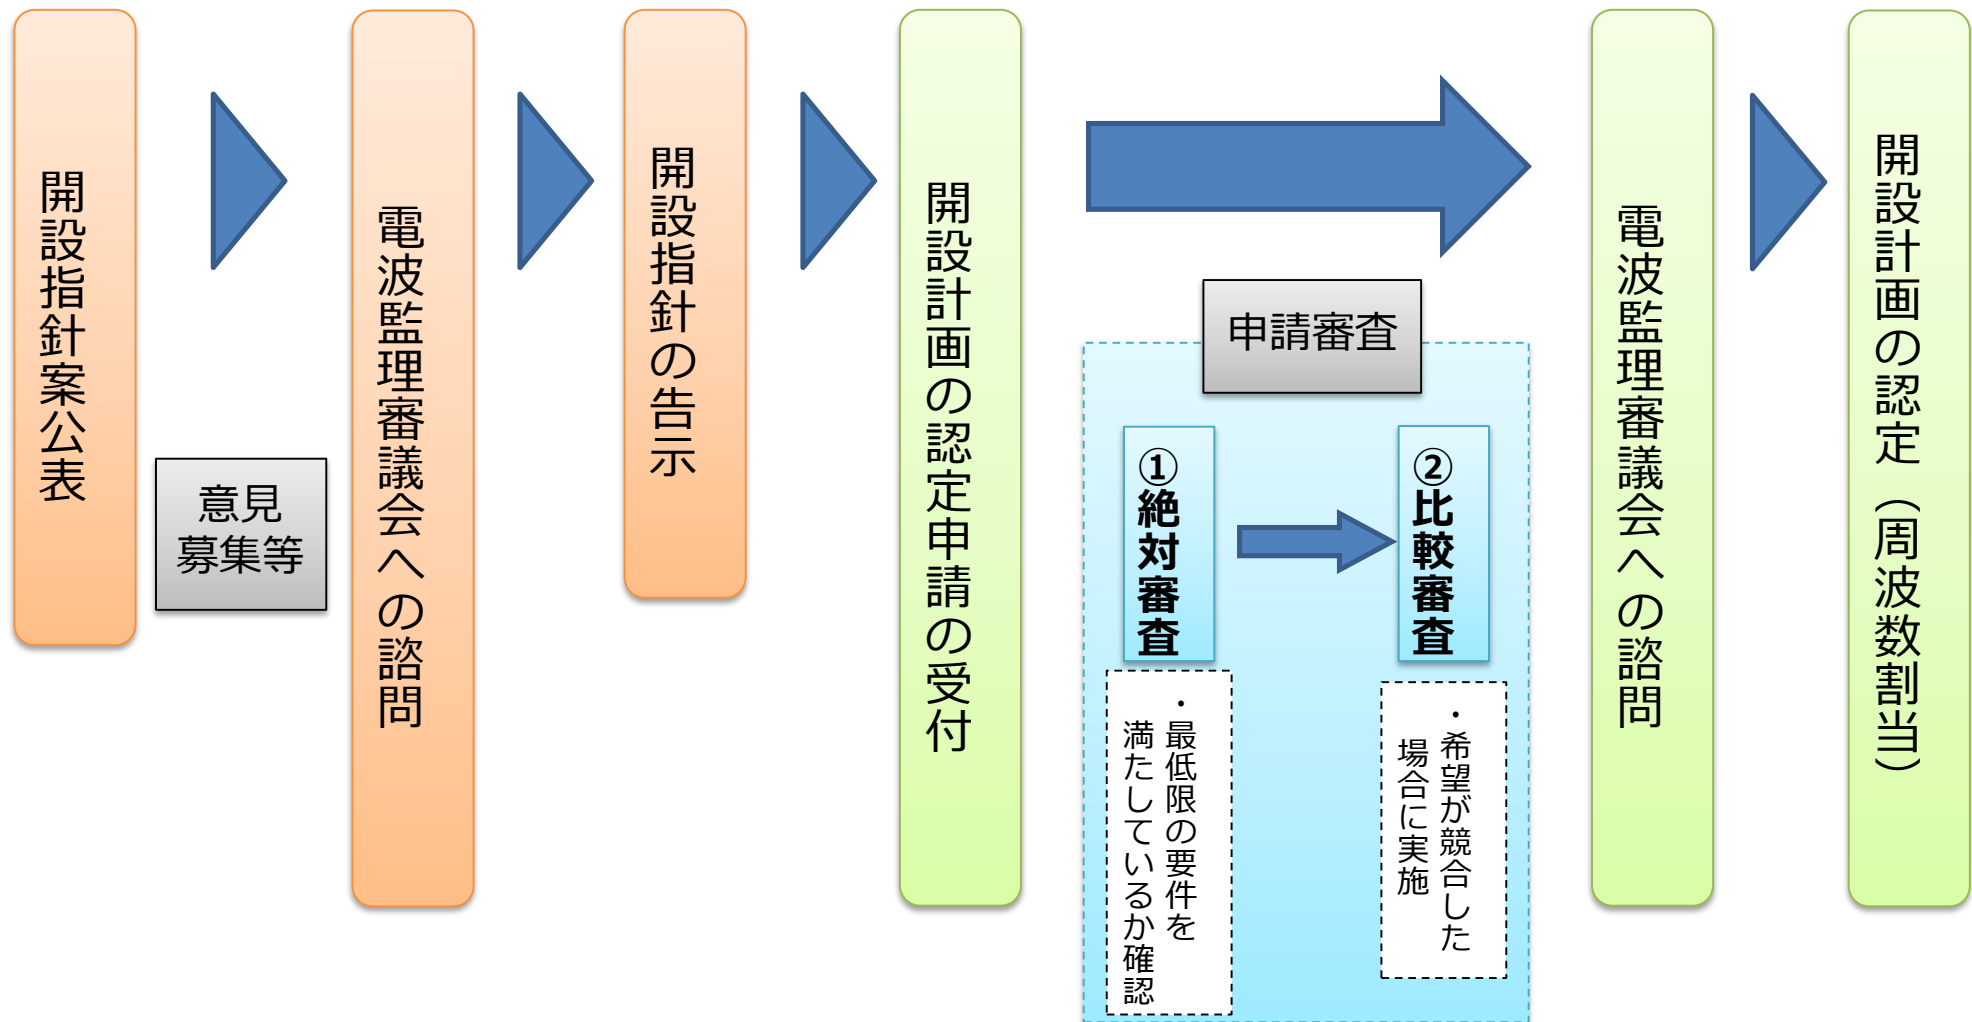 開設指針案公表
意見
募集等
電波監理審議会への諮問
開設指針の告示
開設計画の認定申請の受付
申請審査
①絶対審査
・最低限の要件を
満たしているか確認
②比較審査
・希望が競合した
場合に実施
電波監理審議会への諮問
開設計画の認定（周波数割当）